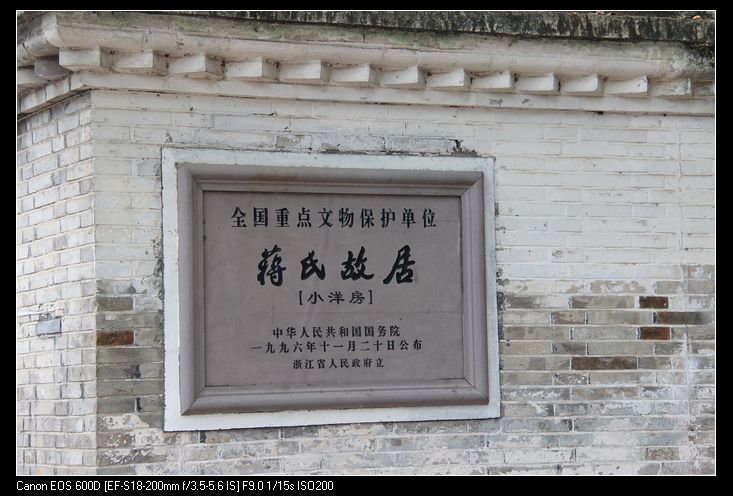 全国重点文物保护单位
蒋氏故居
[小洋房]
中华人民共和国国务院
一九九六年十一月二十日公布
浙江省人民政府立
Canon EOS 600D [EF-S18-200mm f/3.5-5.6 IS] F9.0 1/15s ISO200